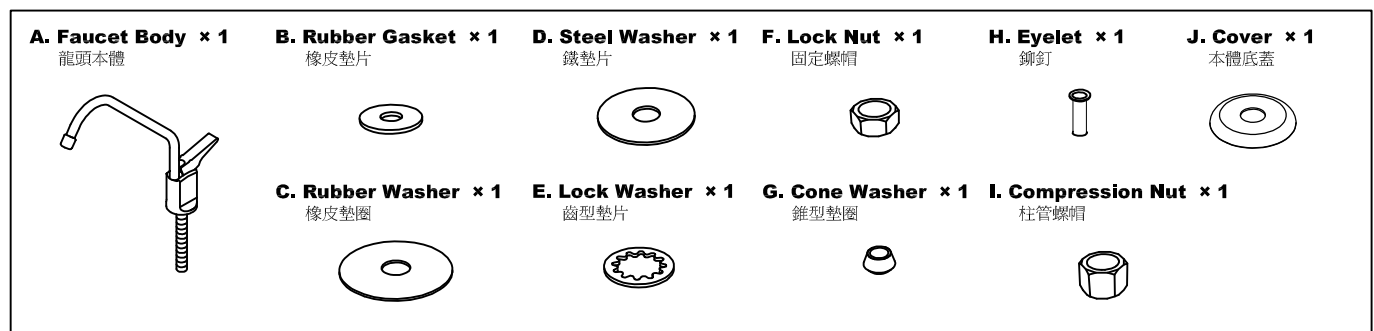 A. Faucet Body × 1
龍頭本體
B. Rubber Gasket × 1
橡皮墊片
D. Steel Washer × 1
鐵墊片
F. Lock Nut × 1
固定螺帽
H. Eyelet × 1
鉚釘
J. Cover × 1
本體底蓋
C. Rubber Washer × 1
橡皮墊圈
E. Lock Washer × 1
齒型墊片
G. Cone Washer × 1
錐型墊圈
I. Compression Nut × 1
柱管螺帽